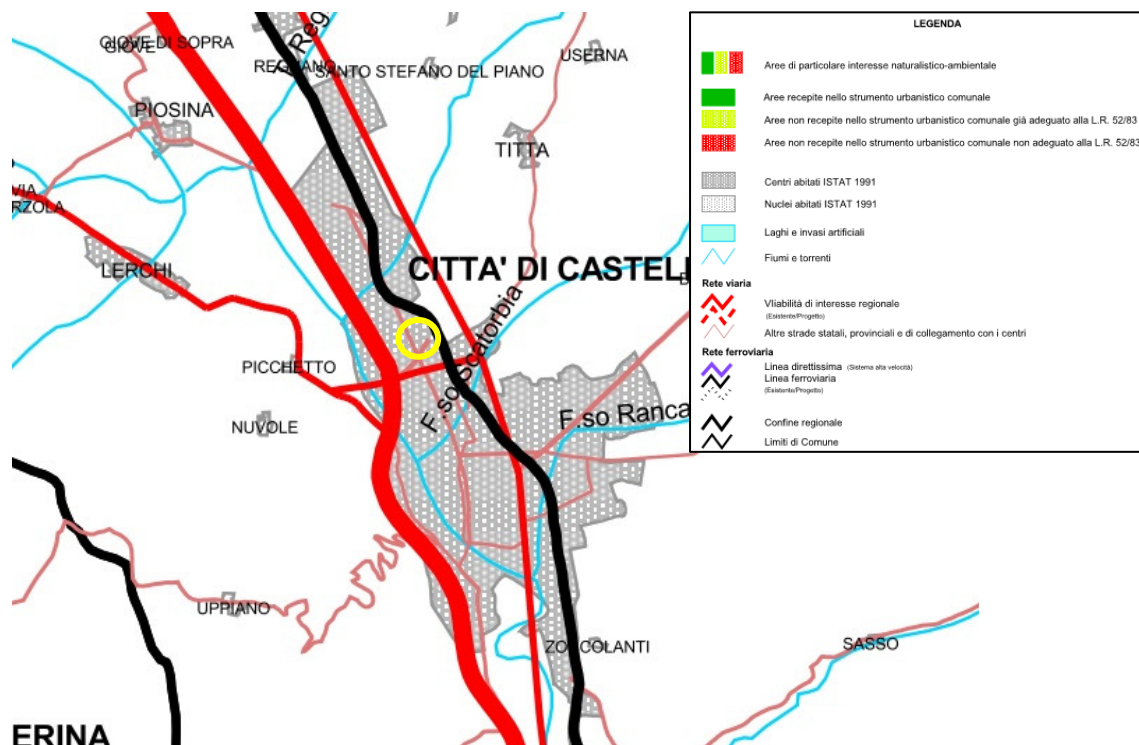 GIOVE DI SOPRA
GIOVE
REGNANO
SANTO STEFANO DEL PIANO
USERNA
PIOSINA
TITTA
VIA
RZOLA
LERCHI
CITTA' DI CASTELL
F.so Scatorbia
PICCHETTO
NUVOLE
F.so Ranca
UPPIANO
ZOCCOLANTI
SASSO
ERINA
LEGENDA
Aree di particolare interesse naturalistico-ambientale
Aree recepite nello strumento urbanistico comunale
Aree non recepite nello strumento urbanistico comunale già adeguato alla L.R. 52/83
Aree non recepite nello strumento urbanistico comunale non adeguato alla L.R. 52/83
Centri abitati ISTAT 1991
Nuclei abitati ISTAT 1991
Laghi e invasi artificiali
Fiumi e torrenti
Rete viaria
VIiabilità di interesse regionale
(Esistente/Progetto)
Altre strade statali, provinciali e di collegamento con i centri
Rete ferroviaria
Linea direttissima (Sistema alta velocità)
Linea ferroviaria
(Esistente/Progetto)
Confine regionale
Limiti di Comune